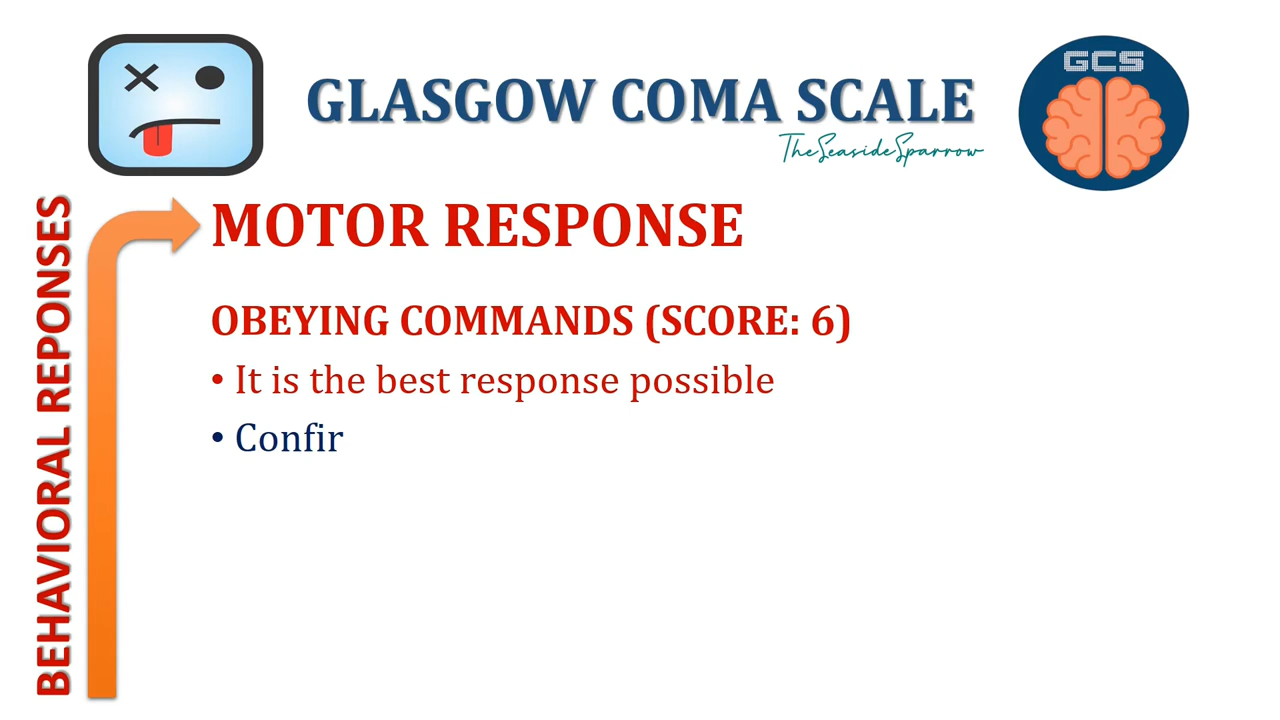 GCS
GLASGOW COMA SCALE
TheSeasideSparrow
BEHAVIORAL REPONSES
MOTOR RESPONSE
OBEYING COMMANDS (SCORE: 6)
• It is the best response possible
• Confir